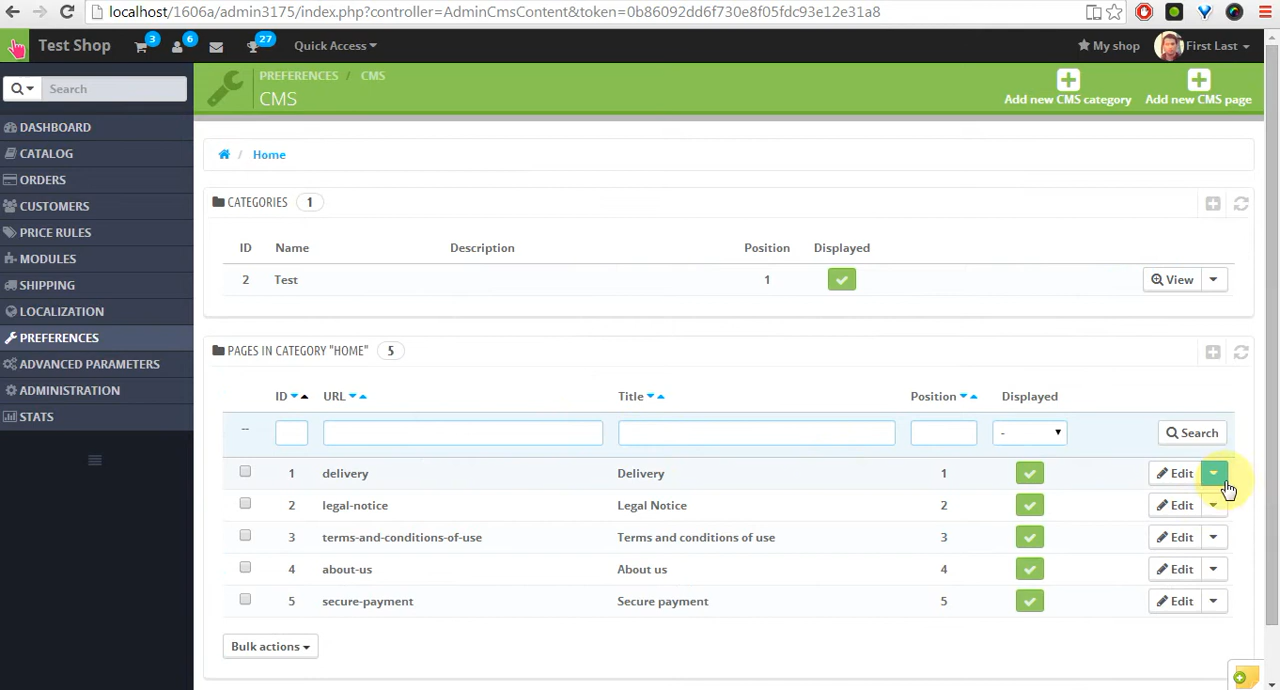 localhost/1606a/admin3175/index.php?controller=AdminCmsContent&token=0b86092dd6f730e8f05fdc93e12e31a8
Test Shop 3 6 27 Quick Access My shop First Last
Search
PREFERENCES / CMS
CMS
Add new CMS category Add new CMS page
DASHBOARD
CATALOG
ORDERS
CUSTOMERS
PRICE RULES
MODULES
SHIPPING
LOCALIZATION
PREFERENCES
ADVANCED PARAMETERS
ADMINISTRATION
STATS
/ Home
CATEGORIES 1
ID Name Description Position Displayed
2 Test 1 View
PAGES IN CATEGORY "HOME" 5
ID URL Title Position Displayed
-- - Search
1 delivery Delivery 1 Edit
2 legal-notice Legal Notice 2 Edit
3 terms-and-conditions-of-use Terms and conditions of use 3 Edit
4 about-us About us 4 Edit
5 secure-payment Secure payment 5 Edit
Bulk actions